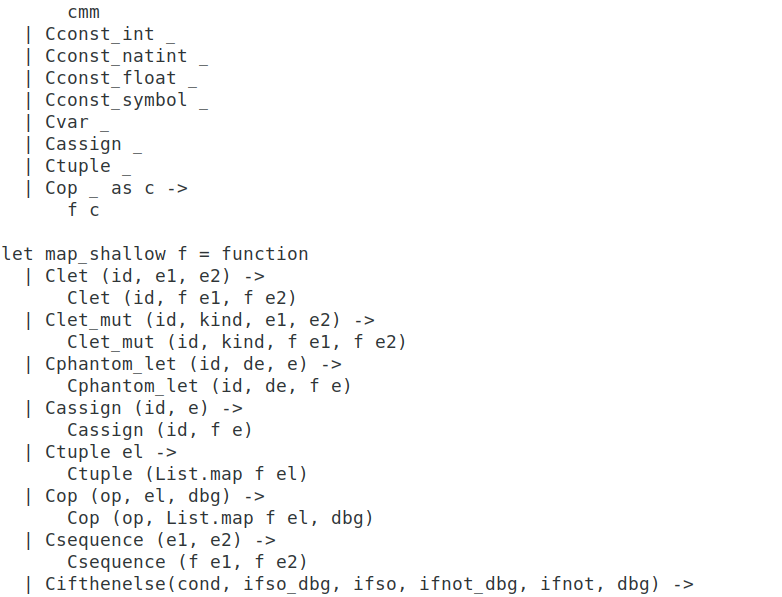 cmm
  | Cconst_int _
  | Cconst_natint _
  | Cconst_float _
  | Cconst_symbol _
  | Cvar _
  | Cassign _
  | Ctuple _
  | Cop _ as c ->
      f c

let map_shallow f = function
  | Clet (id, e1, e2) ->
      Clet (id, f e1, f e2)
  | Clet_mut (id, kind, e1, e2) ->
      Clet_mut (id, kind, f e1, f e2)
  | Cphantom_let (id, de, e) ->
      Cphantom_let (id, de, f e)
  | Cassign (id, e) ->
      Cassign (id, f e)
  | Ctuple el ->
      Ctuple (List.map f el)
  | Cop (op, el, dbg) ->
      Cop (op, List.map f el, dbg)
  | Csequence (e1, e2) ->
      Csequence (f e1, f e2)
  | Cifthenelse(cond, ifso_dbg, ifso, ifnot_dbg, ifnot, dbg) ->